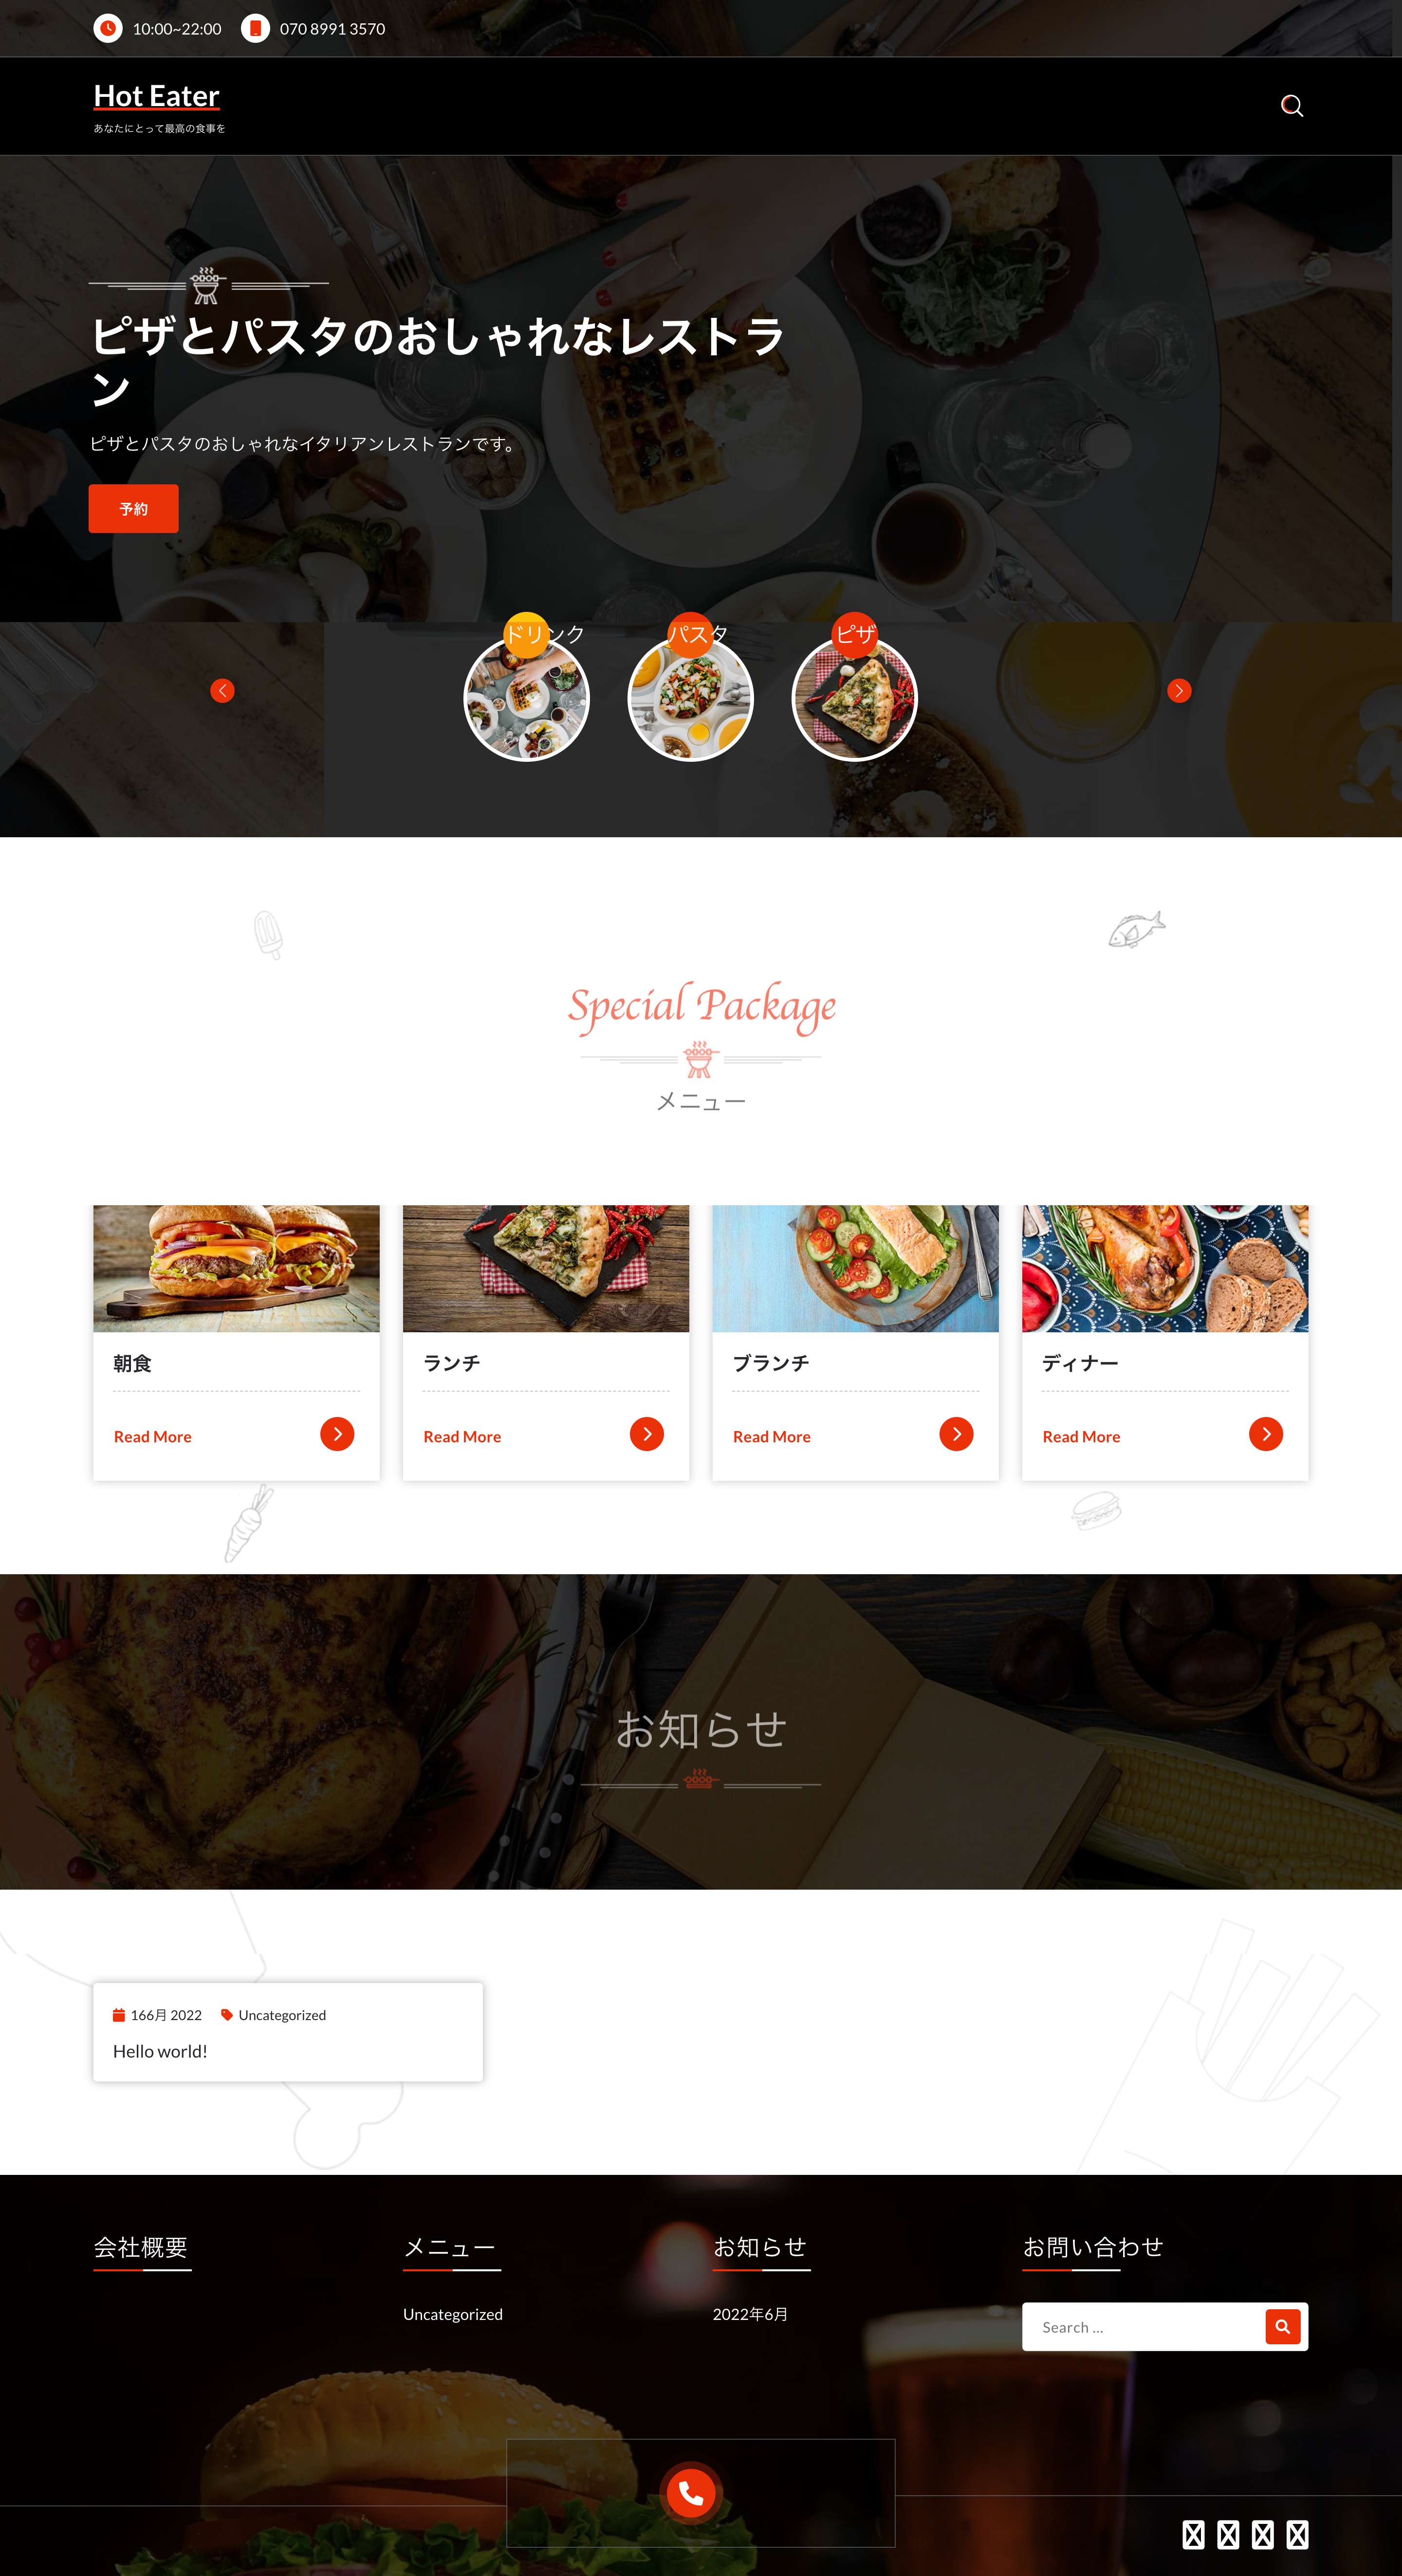 10:00~22:00 070 8991 3570
Hot Eater
あなたにとって最高の食事を
ピザとパスタのおしゃれなレストラ
ン
ピザとパスタのおしゃれなイタリアンレストランです。
予約
ドリンク パスタ ピザ
Special Package
メニュー
朝食 ランチ ブランチ ディナー
Read More Read More Read More Read More
お知らせ
166月 2022 Uncategorized
Hello world!
会社概要 メニュー お知らせ お問い合わせ
Uncategorized 2022年6月 Search ...